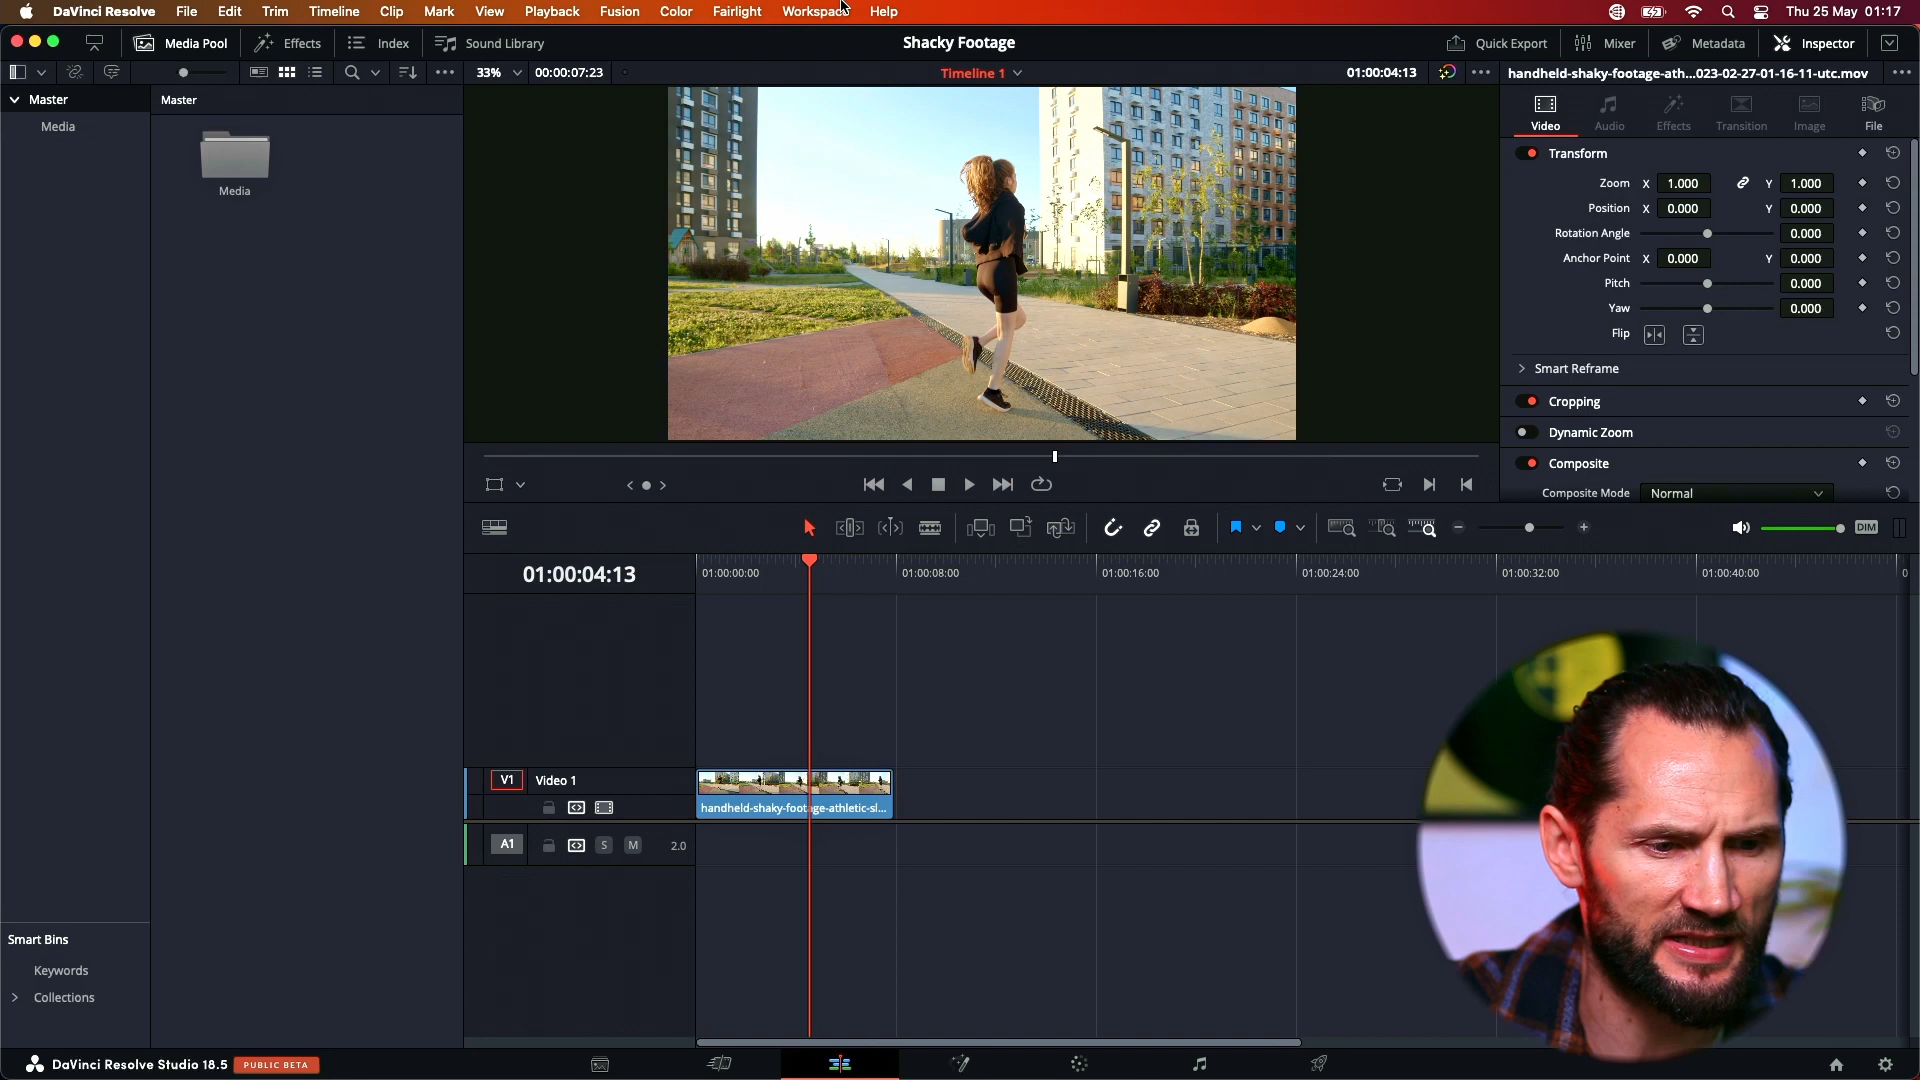 DaVinci Resolve File Edit Trim Timeline Clip Mark View Playback Fusion Color Fairlight Workspace Help Thu 25 May 01:17
Media Pool Effects Index Sound Library Shacky Footage Quick Export Mixer Metadata Inspector
33% 00:00:07:23 Timeline 1 01:00:04:13 handheld-shaky-footage-ath...023-02-27-01-16-11-utc.mov
Master Master
Media
Media
Video Audio Effects Transition Image File
Transform
Zoom X 1.000 Y 1.000
Position X 0.000 Y 0.000
Rotation Angle 0.000
Anchor Point X 0.000 Y 0.000
Pitch 0.000
Yaw 0.000
Flip
Smart Reframe
Cropping
Dynamic Zoom
Composite
Composite Mode Normal
DIM
01:00:04:13 01:00:00:00 01:00:08:00 01:00:16:00 01:00:24:00 01:00:32:00 01:00:40:00 0
V1 Video 1
handheld-shaky-footage-athletic-sl...
A1 S M 2.0
Smart Bins
Keywords
Collections
DaVinci Resolve Studio 18.5 PUBLIC BETA